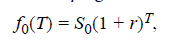 f₀(T) = S₀(1 + r)ᵀ,